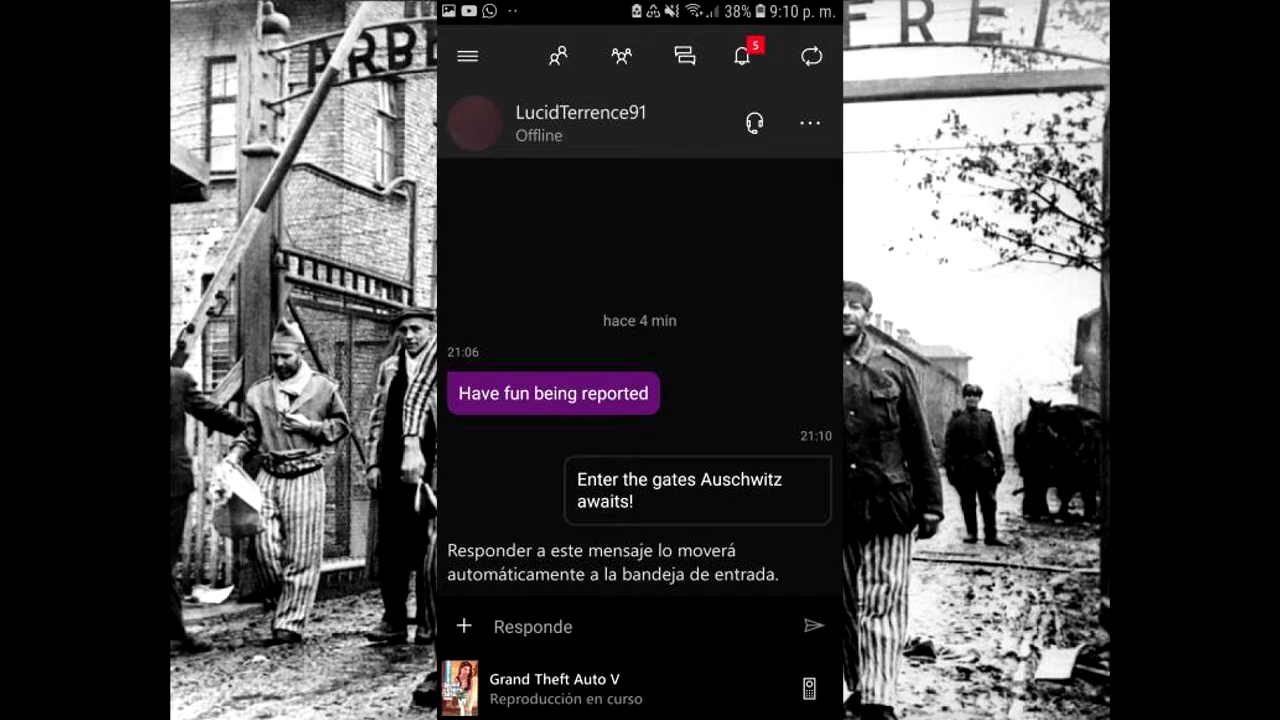 ARB
FREI
38% 9:10 p. m.
5
LucidTerrence91
Offline
hace 4 min
21:06
Have fun being reported
21:10
Enter the gates Auschwitz
awaits!
Responder a este mensaje lo moverá
automáticamente a la bandeja de entrada.
Responde
Grand Theft Auto V
Reproducción en curso